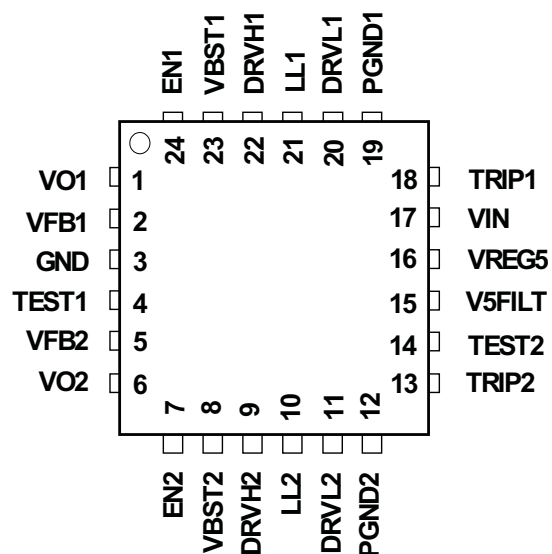 EN1 VBST1 DRVH1 LL1 DRVL1 PGND1
24 23 22 21 20 19
VO1 1 18 TRIP1
VFB1 2 17 VIN
GND 3 16 VREG5
TEST1 4 15 V5FILT
VFB2 5 14 TEST2
VO2 6 13 TRIP2
7 8 9 10 11 12
EN2 VBST2 DRVH2 LL2 DRVL2 PGND2